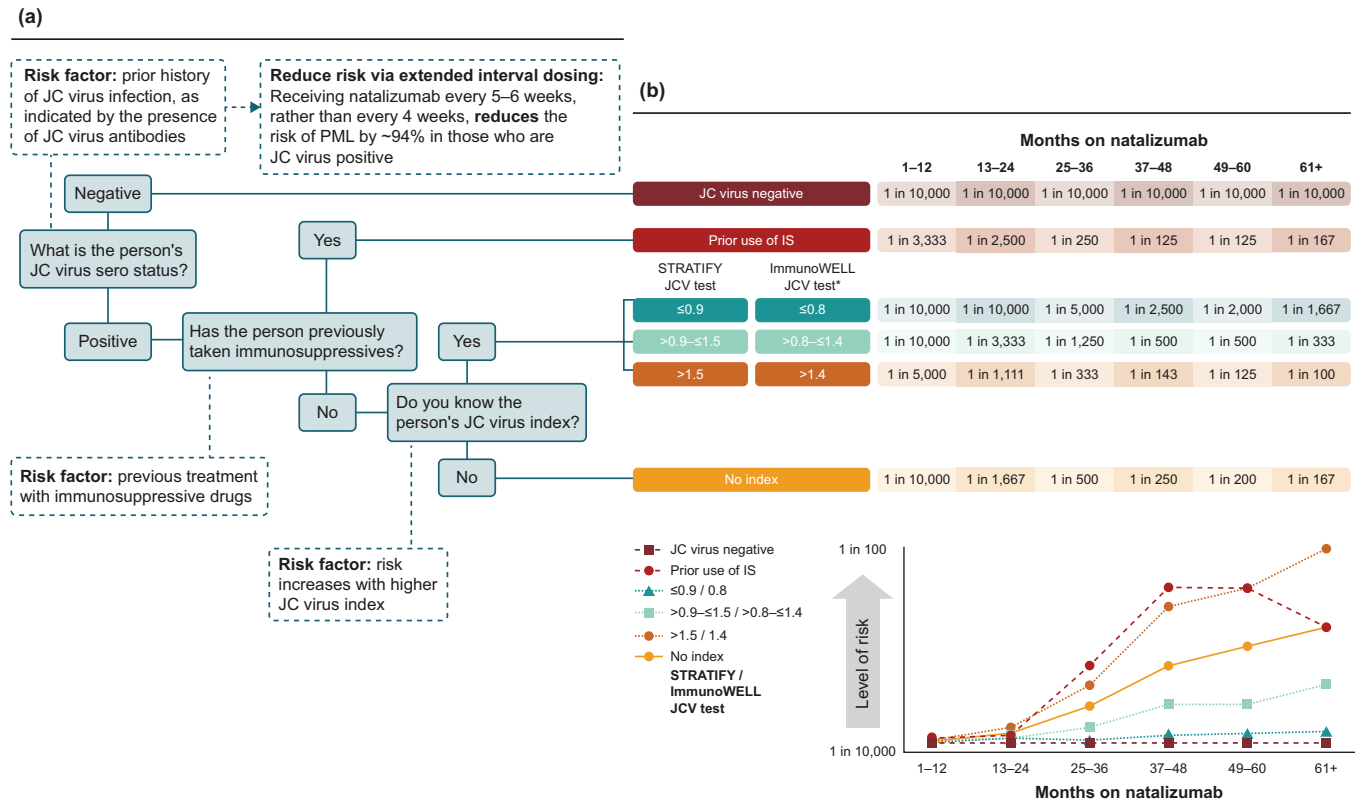 (a)
Risk factor: prior history
of JC virus infection, as
indicated by the presence
of JC virus antibodies
Reduce risk via extended interval dosing:
Receiving natalizumab every 5–6 weeks,
rather than every 4 weeks, reduces the
risk of PML by ~94% in those who are
JC virus positive
Negative
What is the person's
JC virus sero status?
Positive
Yes
Has the person previously
taken immunosuppressives?
No
Yes
Do you know the
person's JC virus index?
No
Risk factor: previous treatment
with immunosuppressive drugs
Risk factor: risk
increases with higher
JC virus index
(b)
Months on natalizumab
1–12 13–24 25–36 37–48 49–60 61+
JC virus negative 1 in 10,000 1 in 10,000 1 in 10,000 1 in 10,000 1 in 10,000 1 in 10,000
Prior use of IS 1 in 3,333 1 in 2,500 1 in 250 1 in 125 1 in 125 1 in 167
STRATIFY
JCV test
ImmunoWELL
JCV test*
≤0.9 ≤0.8 1 in 10,000 1 in 10,000 1 in 5,000 1 in 2,500 1 in 2,000 1 in 1,667
>0.9–≤1.5 >0.8–≤1.4 1 in 10,000 1 in 3,333 1 in 1,250 1 in 500 1 in 500 1 in 333
>1.5 >1.4 1 in 5,000 1 in 1,111 1 in 333 1 in 143 1 in 125 1 in 100
No index 1 in 10,000 1 in 1,667 1 in 500 1 in 250 1 in 200 1 in 167
JC virus negative
Prior use of IS
≤0.9 / 0.8
>0.9–≤1.5 / >0.8–≤1.4
>1.5 / 1.4
No index
STRATIFY /
ImmunoWELL
JCV test
1 in 100
Level of risk
1 in 10,000
1–12 13–24 25–36 37–48 49–60 61+
Months on natalizumab